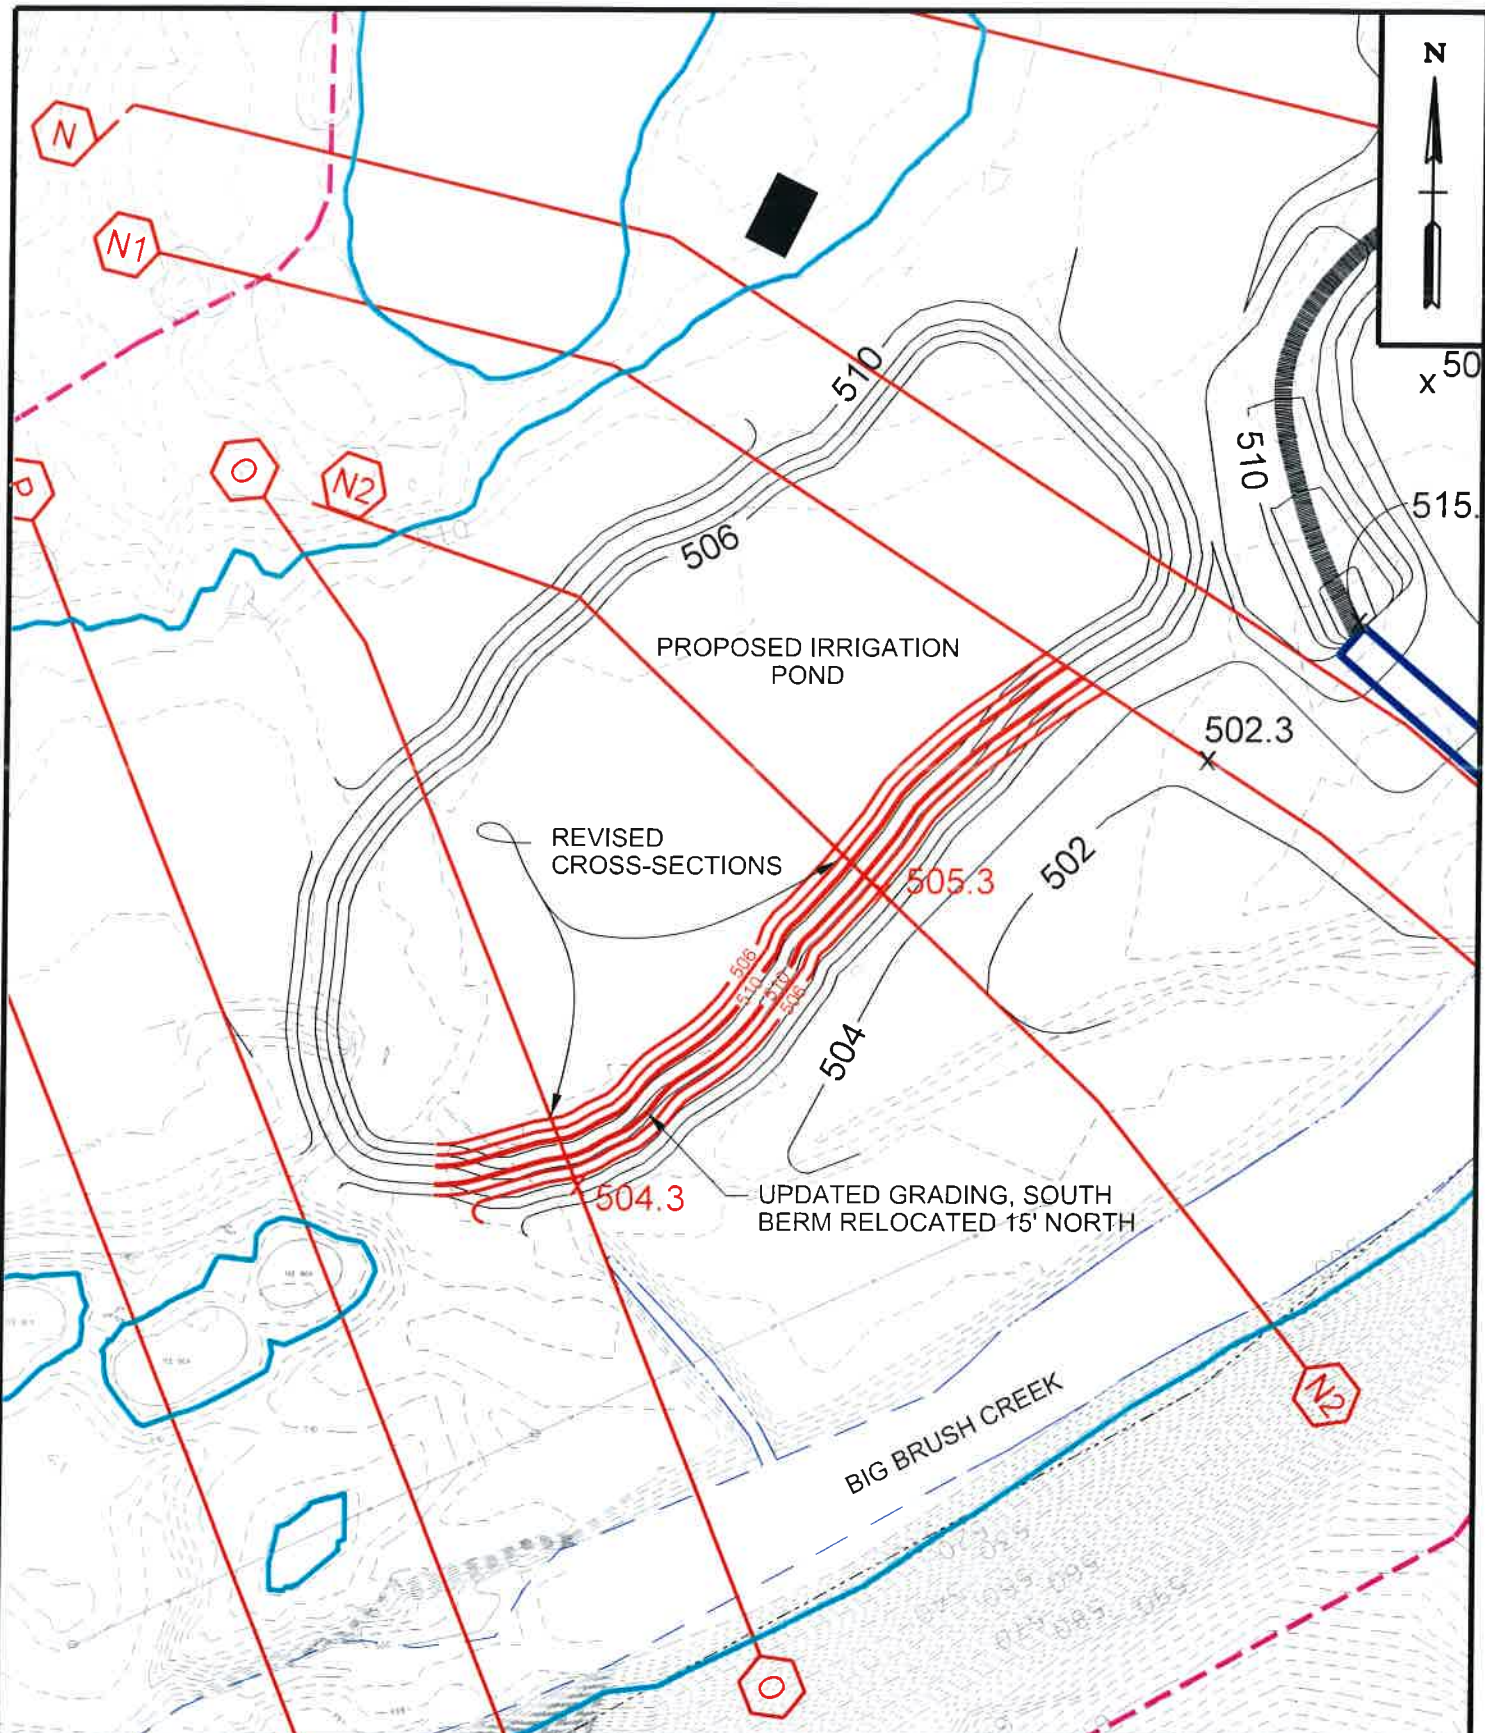 N
N
N1
50
510
510
P
O
N2
515.
506
PROPOSED IRRIGATION
POND
502.3
REVISED
CROSS-SECTIONS
502
505.3
506
510
510
506
504
504.3
UPDATED GRADING, SOUTH
BERM RELOCATED 15' NORTH
N2
BIG BRUSH CREEK
O